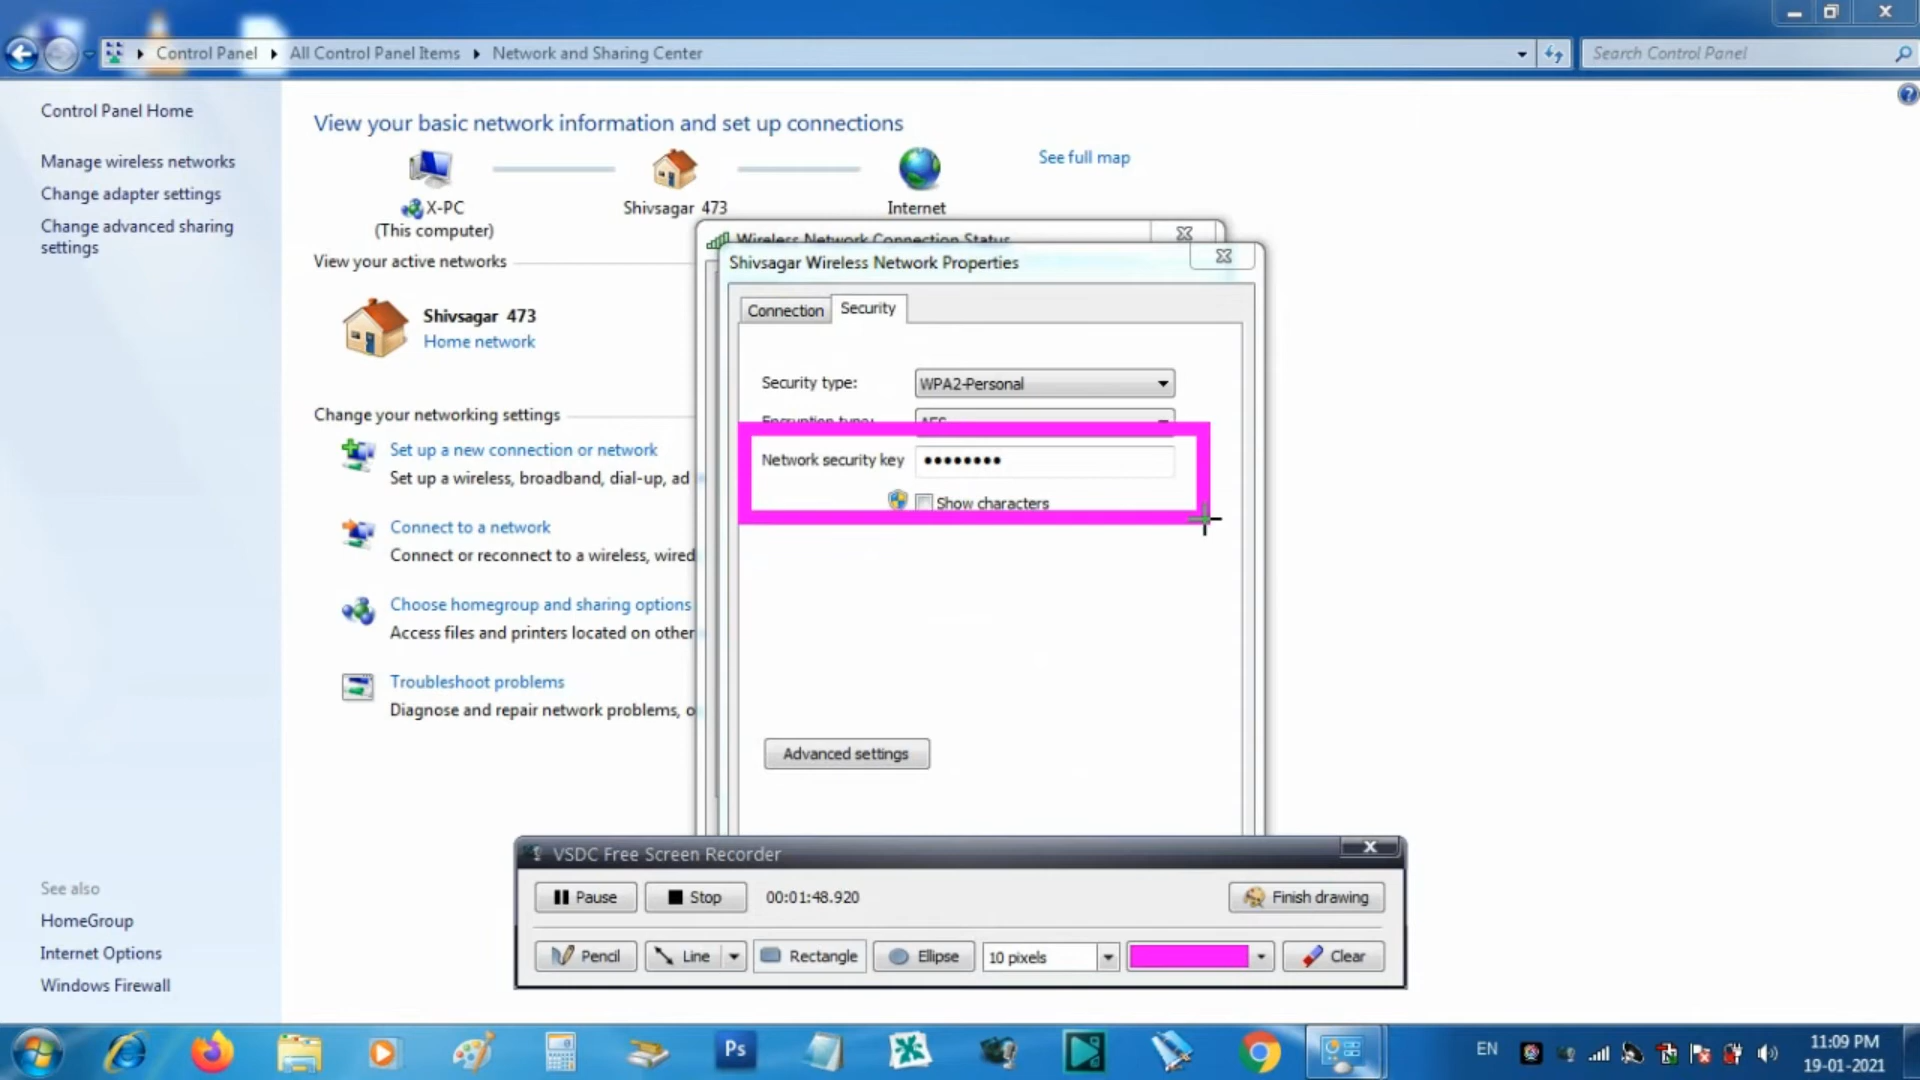 Control Panel
All Control Panel Items
Network and Sharing Center
Search Control Panel
Control Panel Home
Manage wireless networks
Change adapter settings
Change advanced sharing
settings
View your basic network information and set up connections
See full map
X-PC
(This computer)
Shivsagar 473
Internet
View your active networks
Shivsagar 473
Home network
Change your networking settings
Set up a new connection or network
Set up a wireless, broadband, dial-up, ad
Connect to a network
Connect or reconnect to a wireless, wired
Choose homegroup and sharing options
Access files and printers located on other
Troubleshoot problems
Diagnose and repair network problems, o
Wireless Network Connection Status
Shivsagar Wireless Network Properties
Connection
Security
Security type:
WPA2-Personal
Encryption type:
AES
Network security key
••••••••
Show characters
Advanced settings
VSDC Free Screen Recorder
Pause
Stop
00:01:48.920
Finish drawing
Pencil
Line
Rectangle
Ellipse
10 pixels
Clear
See also
HomeGroup
Internet Options
Windows Firewall
Ps
EN
11:09 PM
19-01-2021